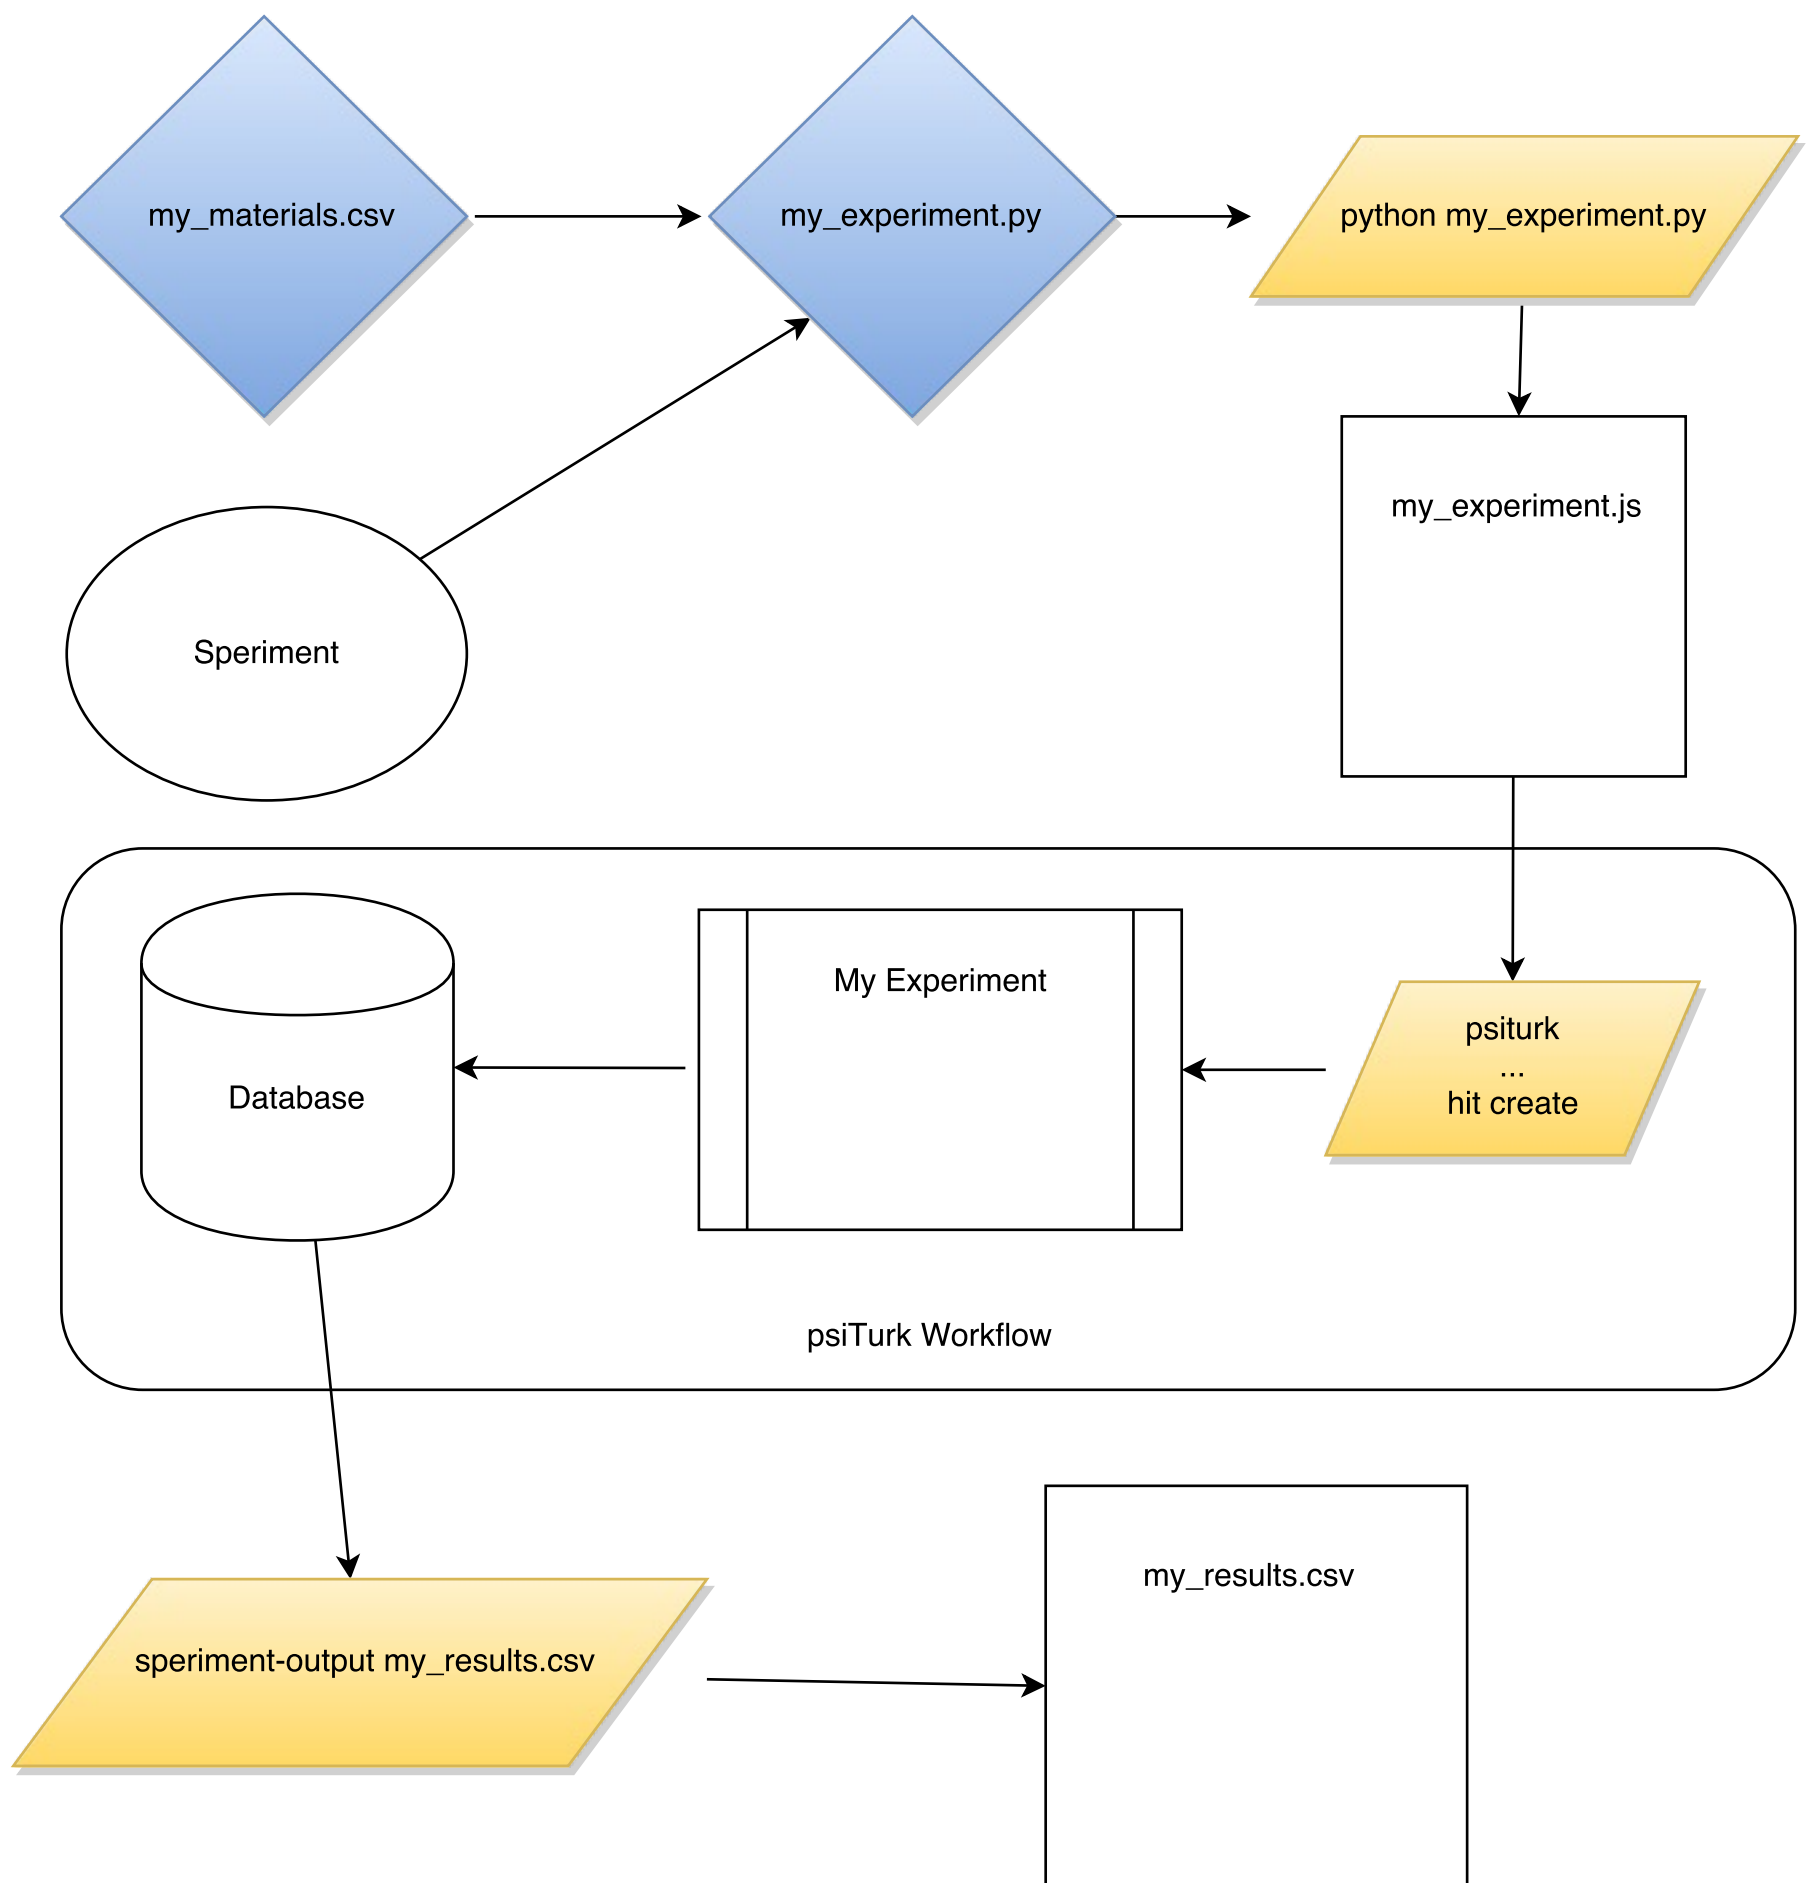 my_materials.csv
my_experiment.py
python my_experiment.py
my_experiment.js
Speriment
My Experiment
psiturk
...
hit create
Database
psiTurk Workflow
my_results.csv
speriment-output my_results.csv